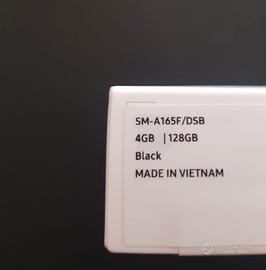 SM-A165F/DSB
4GB | 128GB
Black
MADE IN VIETNAM